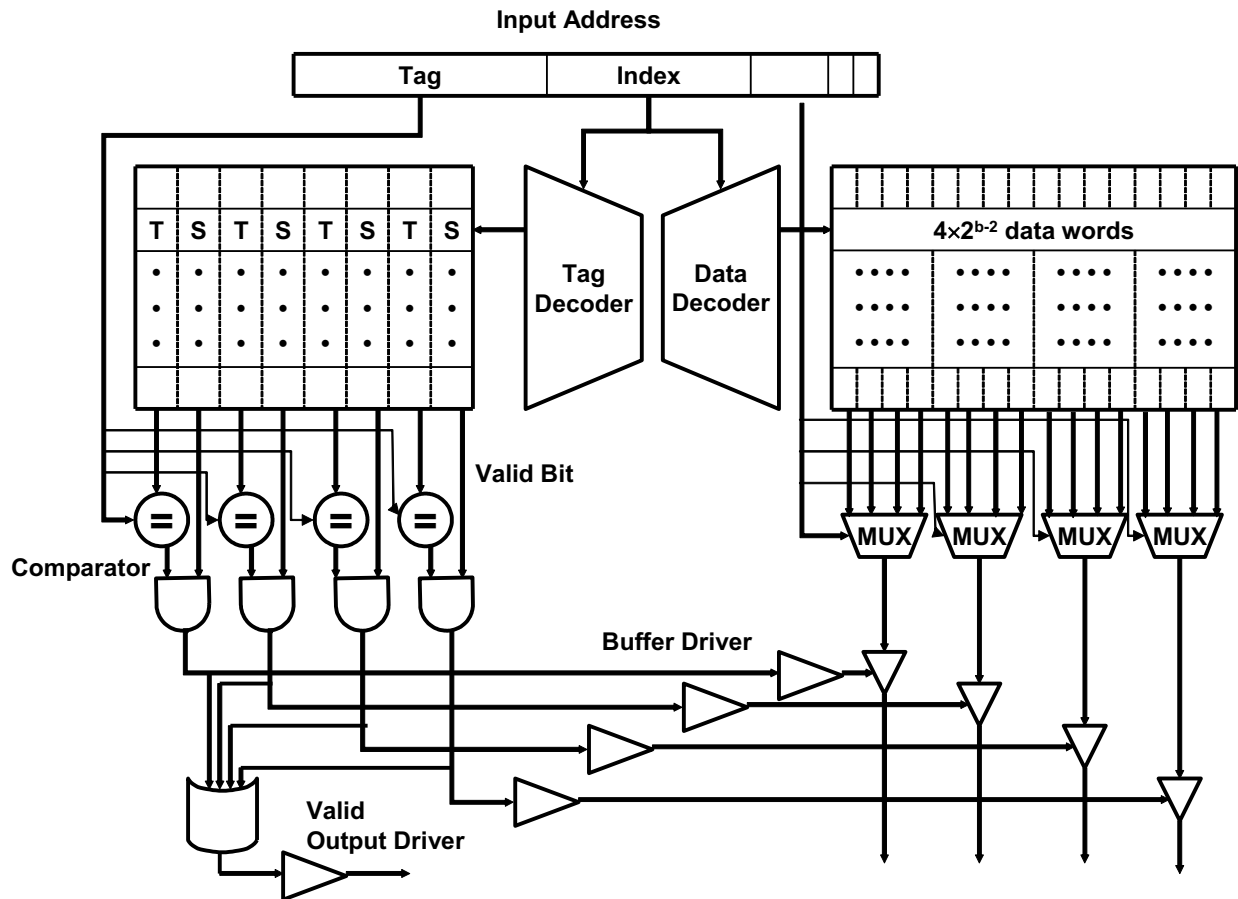 Input Address
Tag Index
T S T S T S T S
Tag
Decoder
Data
Decoder
4×2b-2 data words
Valid Bit
= = = =
MUX MUX MUX MUX
Comparator
Buffer Driver
Valid
Output Driver